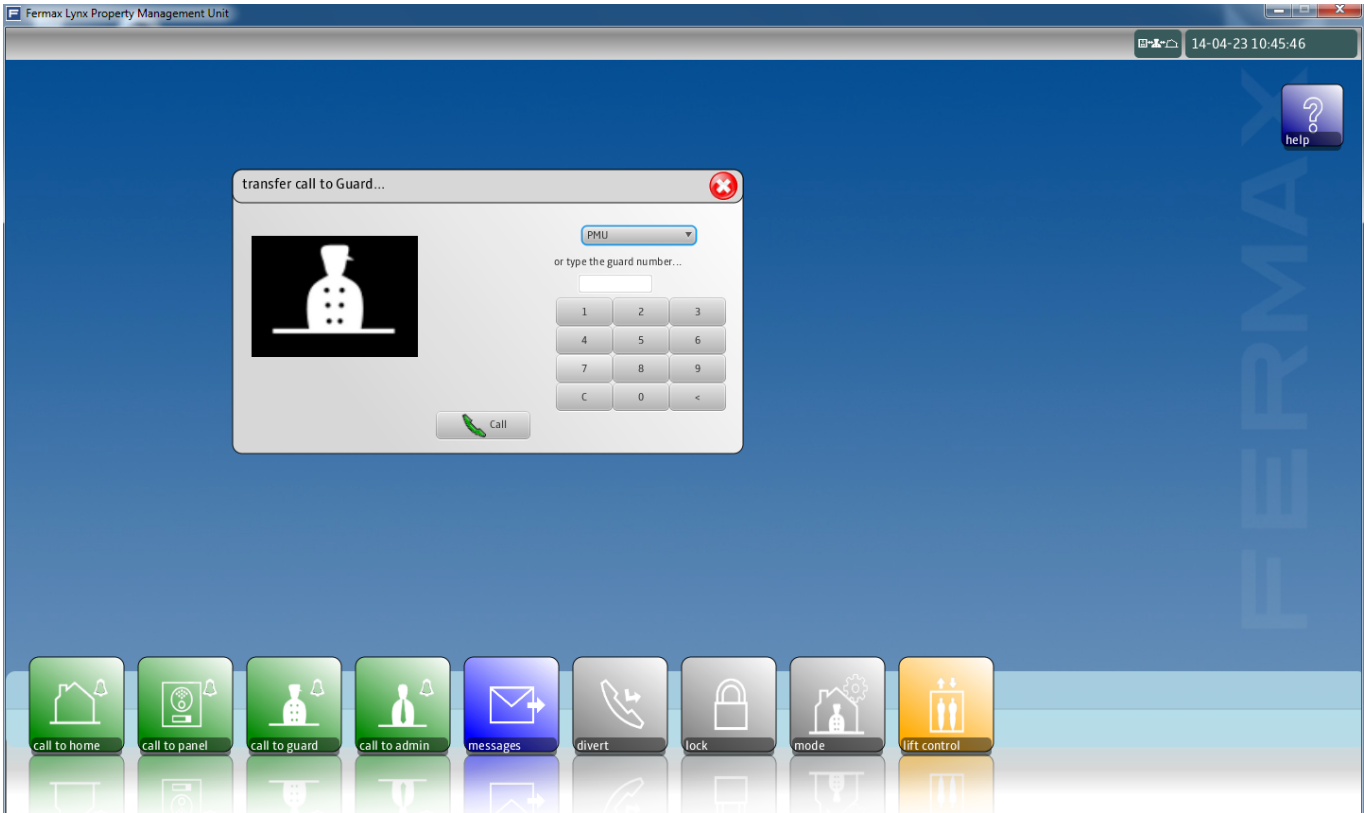 Fermax Lynx Property Management Unit
14-04-23 10:45:46
help
transfer call to Guard...
PMU
or type the guard number...
1 2 3
4 5 6
7 8 9
C 0 <
Call
FERMAX
call to home call to panel call to guard call to admin messages divert lock mode lift control